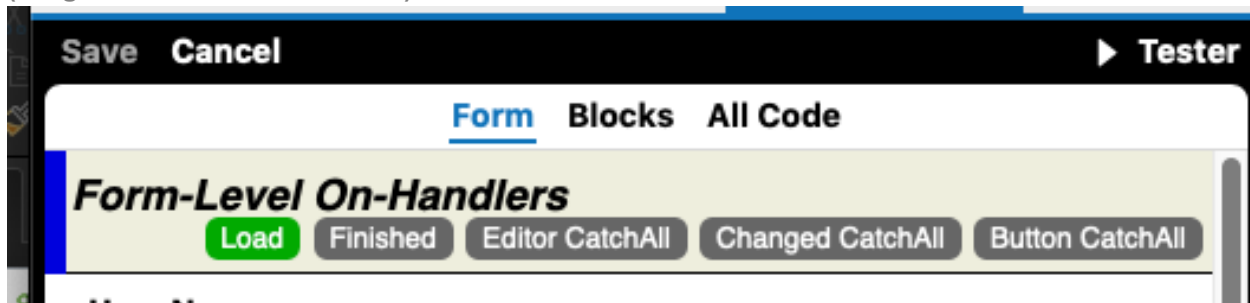 Save Cancel Tester
Form Blocks All Code
Form-Level On-Handlers
Load Finished Editor CatchAll Changed CatchAll Button CatchAll